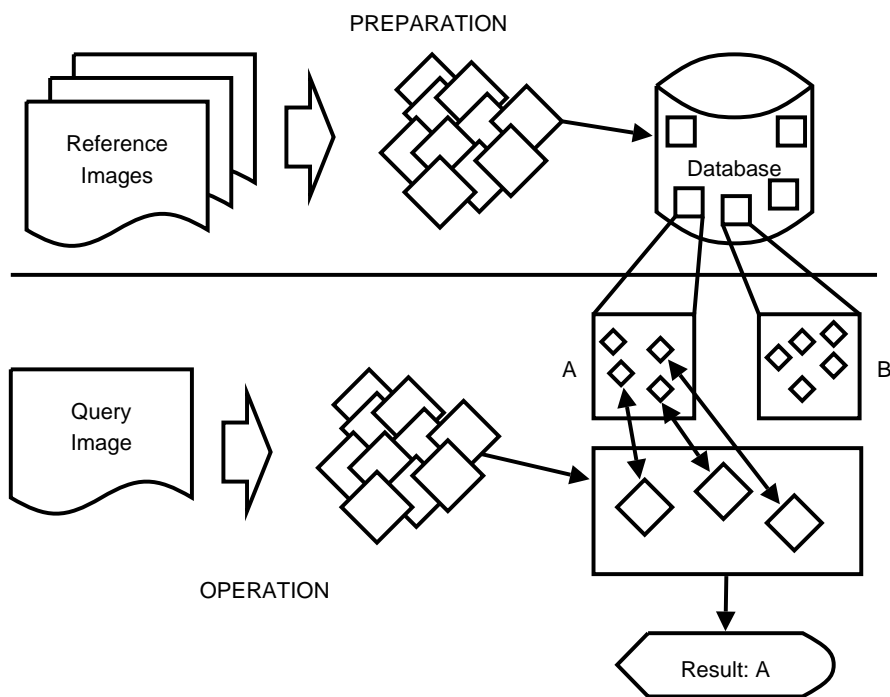 PREPARATION
Reference
Images
Database
A
B
Query
Image
OPERATION
Result: A